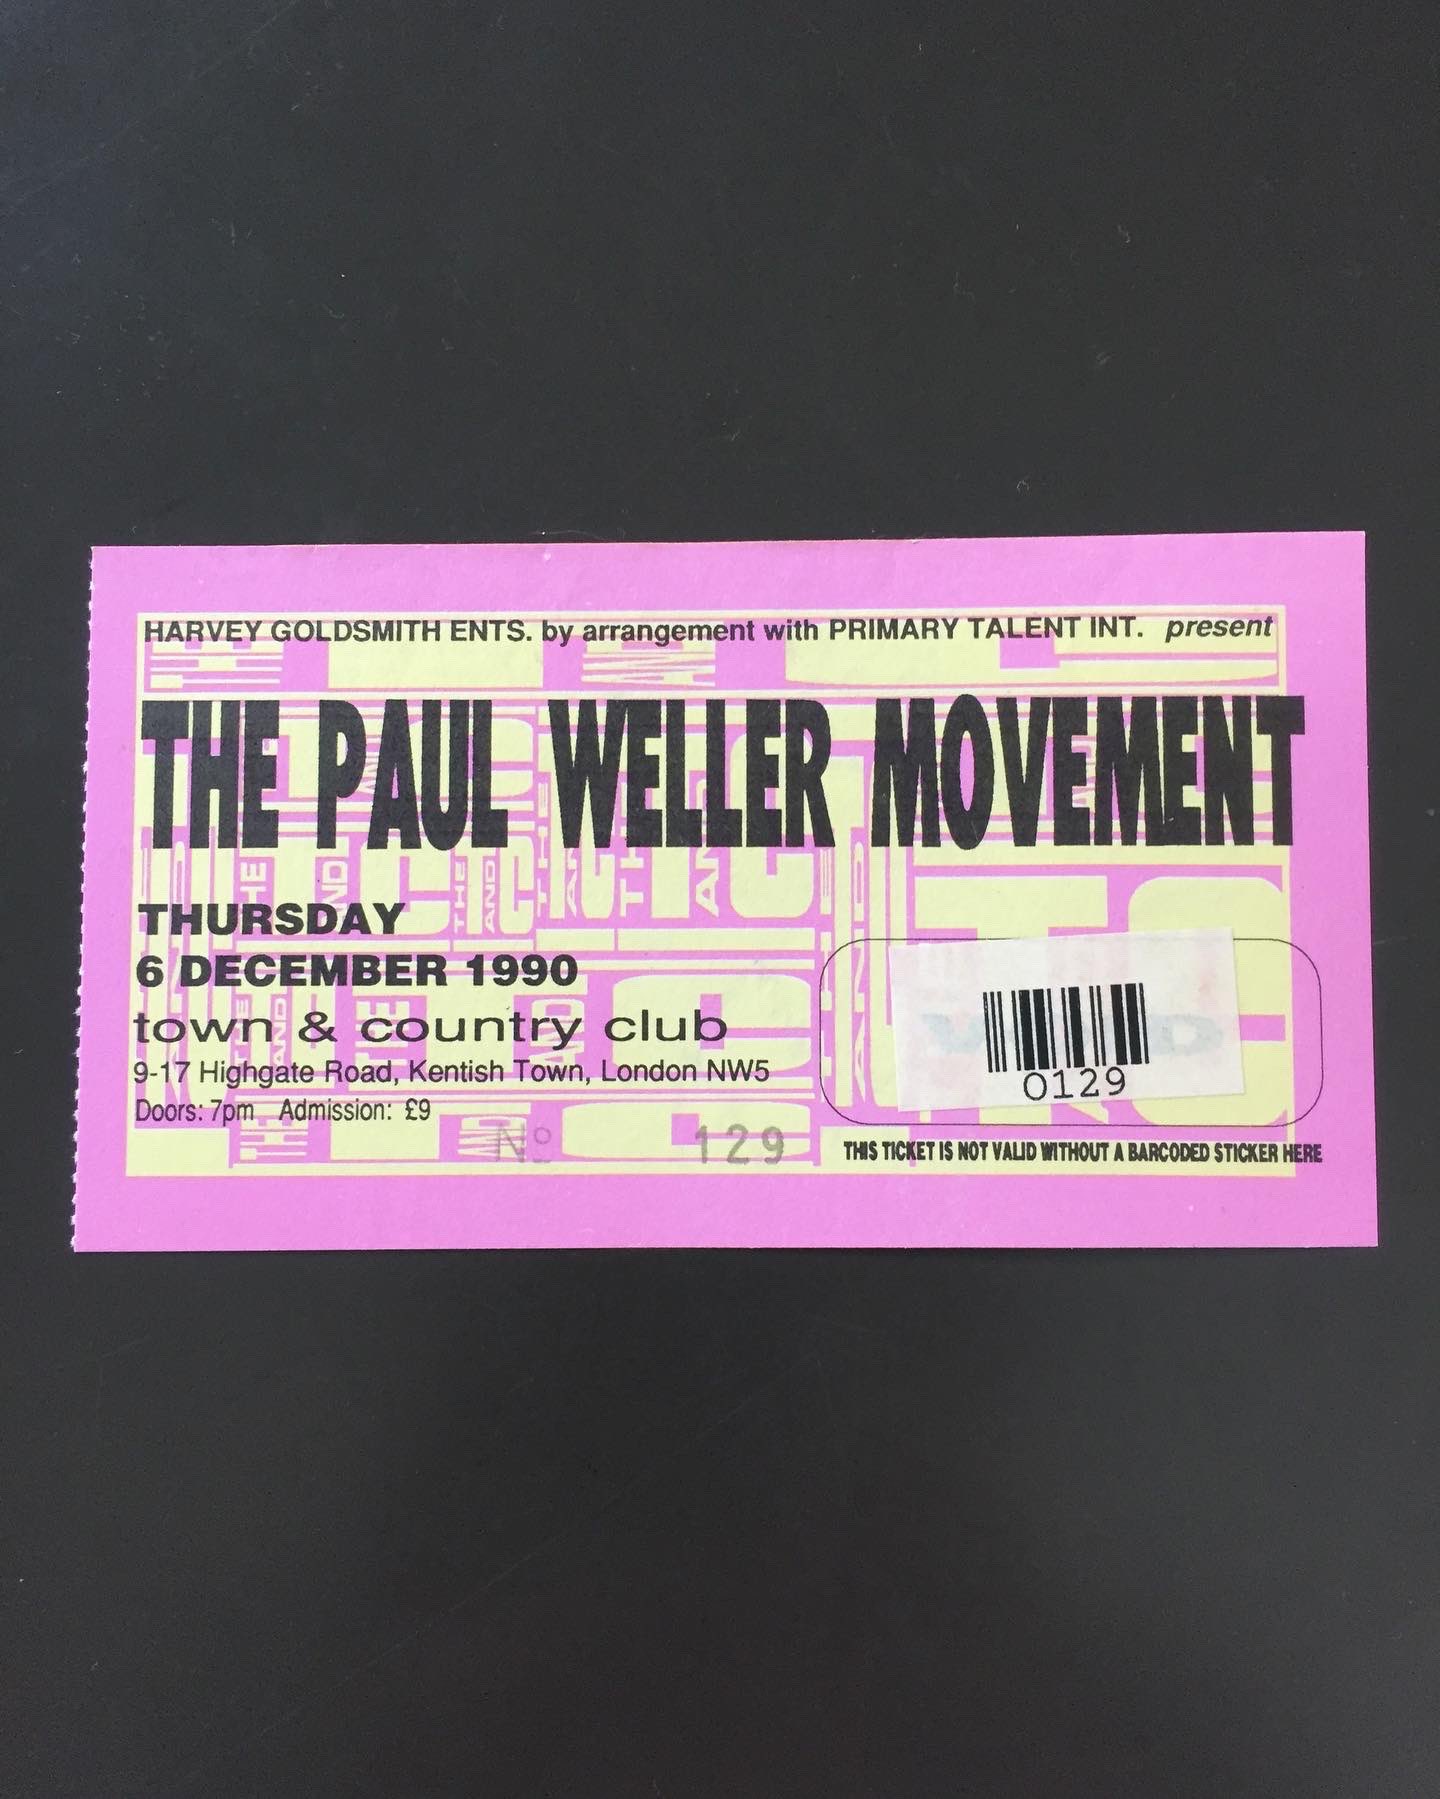 HARVEY GOLDSMITH ENTS. by arrangement with PRIMARY TALENT INT. present
THE PAUL WELLER MOVEMENT
THURSDAY
6 DECEMBER 1990
town & country club
9-17 Highgate Road, Kentish Town, London NW5
Doors: 7pm Admission: £9
Nº 129
0129
THIS TICKET IS NOT VALID WITHOUT A BARCODED STICKER HERE